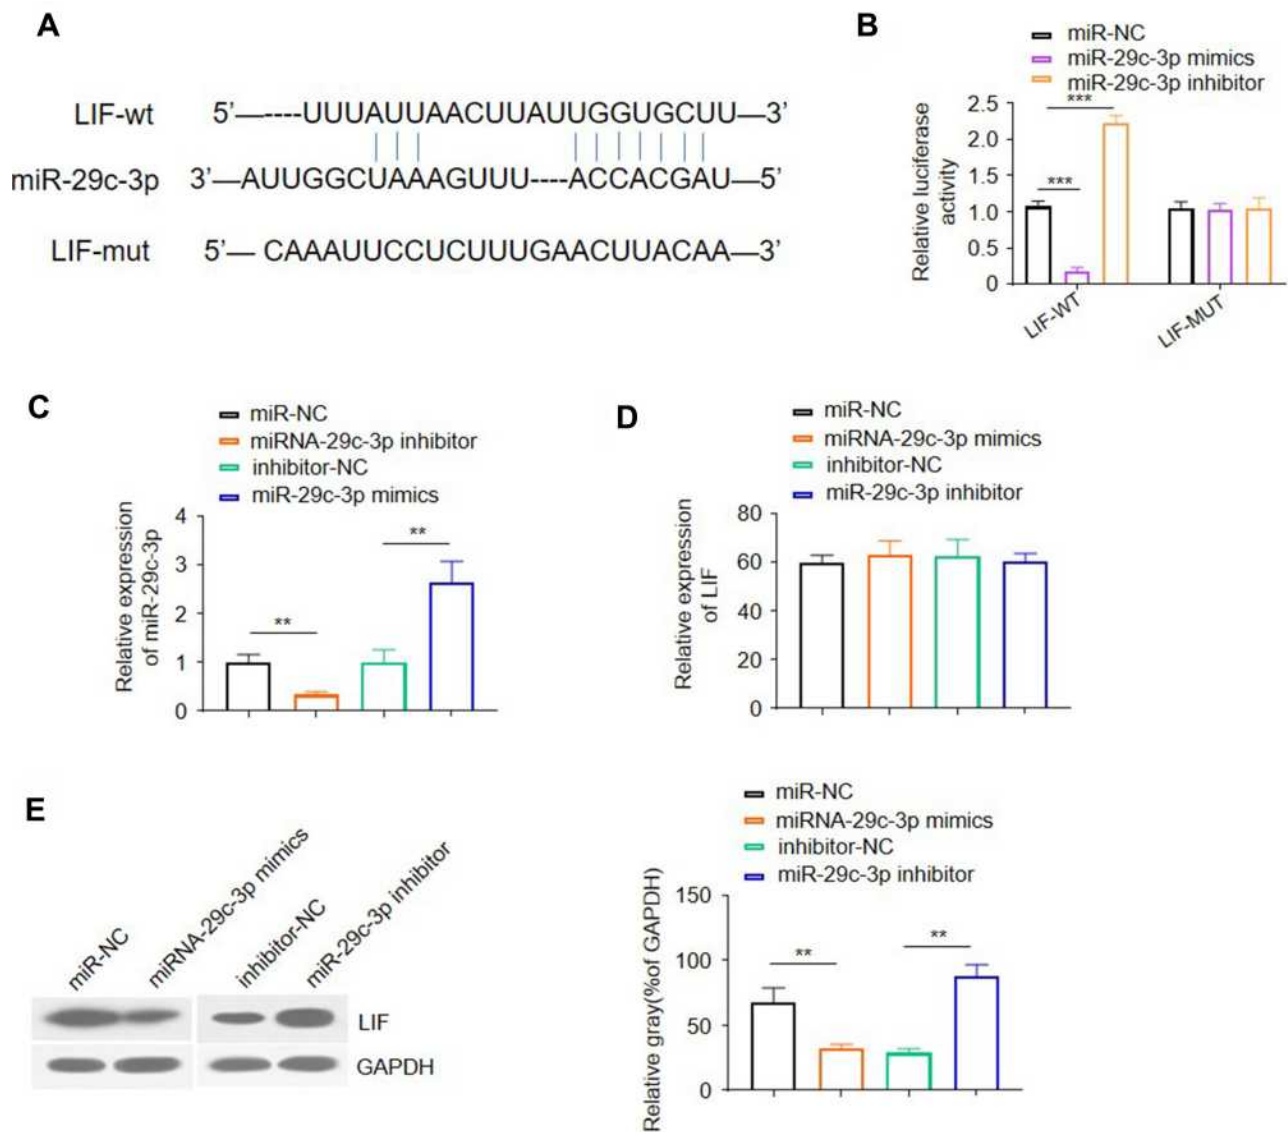 A
LIF-wt 5’—----UUUAUUAACUUAUUGGUGCUU—3’
miR-29c-3p 3’—AUUGGCUAAAGUUU----ACCACGAU—5’
LIF-mut 5’— CAAAUUCCUCUUUGAACUUACAA—3’
B
miR-NC
miR-29c-3p mimics
miR-29c-3p inhibitor
Relative luciferase
activity
2.5
2.0
1.5
1.0
0.5
0
***
***
LIF-WT
LIF-MUT
C
miR-NC
miRNA-29c-3p inhibitor
inhibitor-NC
miR-29c-3p mimics
Relative expression
of miR-29c-3p
4
3
2
1
0
**
**
D
miR-NC
miRNA-29c-3p mimics
inhibitor-NC
miR-29c-3p inhibitor
Relative expression
of LIF
80
60
40
20
0
E
miR-NC
miRNA-29c-3p mimics
inhibitor-NC
miR-29c-3p inhibitor
LIF
GAPDH
miR-NC
miRNA-29c-3p mimics
inhibitor-NC
miR-29c-3p inhibitor
Relative gray(%of GAPDH)
150
100
50
0
**
**